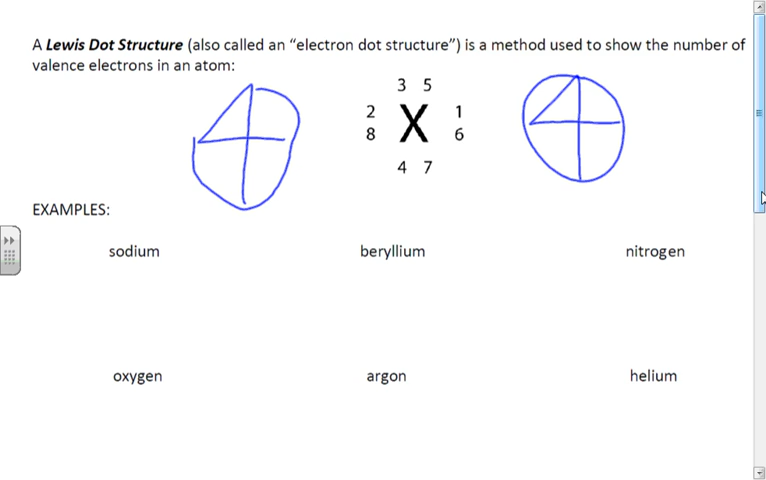 A Lewis Dot Structure (also called an “electron dot structure”) is a method used to show the number of
valence electrons in an atom:
3 5
2 X 1
8 6
4 7
EXAMPLES:
sodium beryllium nitrogen
oxygen argon helium